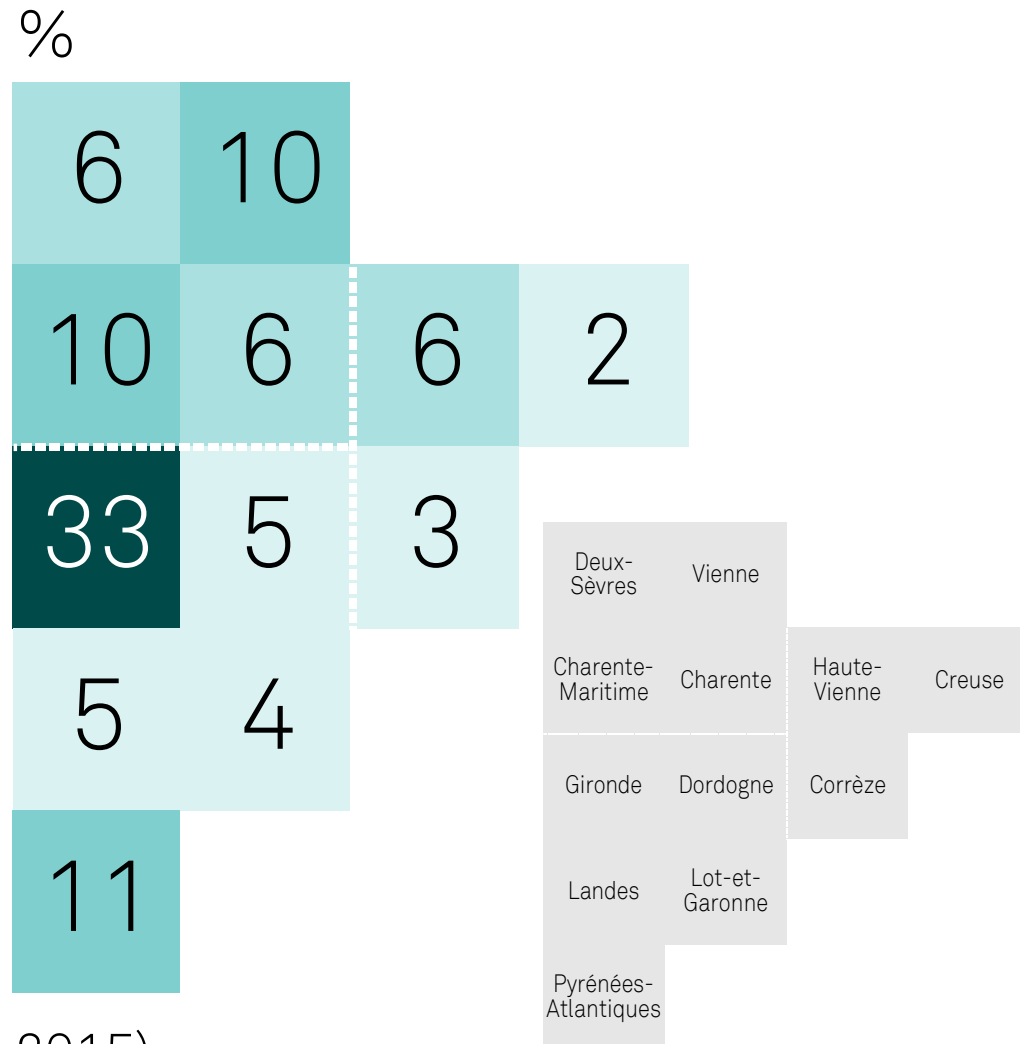 %
6 10
10 6 6 2
33 5 3
5 4
11
Deux-
Sèvres
Vienne
Charente-
Maritime
Charente
Haute-
Vienne
Creuse
Gironde
Dordogne
Corrèze
Landes
Lot-et-
Garonne
Pyrénées-
Atlantiques
2015)